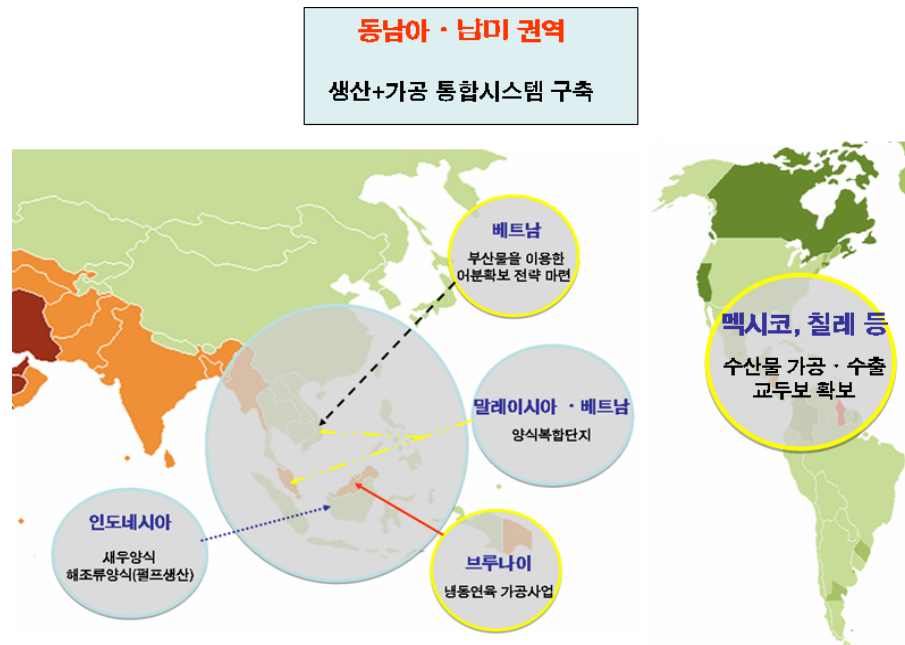 동남아 · 남미 권역
생산+가공 통합시스템 구축
베트남
부산물을 이용한
어분확보 전략 마련
멕시코, 칠레 등
수산물 가공 · 수출
교두보 확보
말레이시아 · 베트남
양식복합단지
인도네시아
새우양식
해조류양식(펄프생산)
브루나이
냉동연육 가공사업